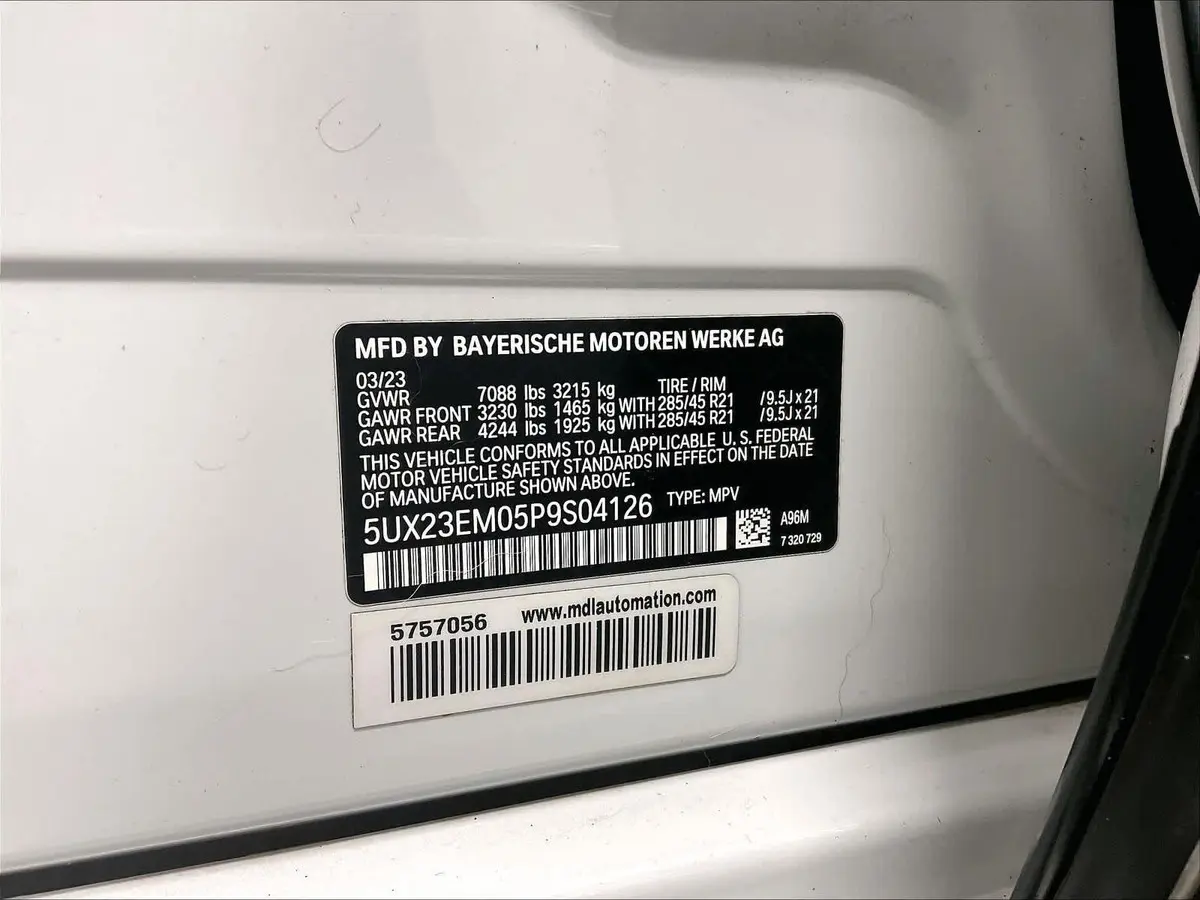 MFD BY BAYERISCHE MOTOREN WERKE AG
03/23 TIRE / RIM
GVWR 7088 lbs 3215 kg
GAWR FRONT 3230 lbs 1465 kg WITH 285/45 R21 /9.5J x 21
GAWR REAR 4244 lbs 1925 kg WITH 285/45 R21 /9.5J x 21
THIS VEHICLE CONFORMS TO ALL APPLICABLE U.S. FEDERAL
MOTOR VEHICLE SAFETY STANDARDS IN EFFECT ON THE DATE
OF MANUFACTURE SHOWN ABOVE.
5UX23EM05P9S04126 TYPE: MPV
A96M
7 320 729
5757056 www.mdlautomation.com